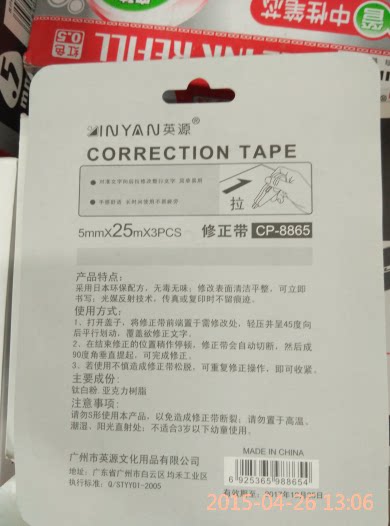 中性笔芯
INK REFILL
红色
0.5
YINYAN英源®
CORRECTION TAPE
拉
5mmX25mX3PCS 修正带 CP-8865
产品特点：
采用日本环保配方，无毒无味；修改表面清洁平整，可立即
书写；光媒反射技术，传真或复印时不留痕迹。
使用方式：
1、打开盖子，将修正带前端置于需修改处，轻压并呈45度向
后平行划动，覆盖欲修正文字。
2、在结束修正的位置稍作停顿，修正带会自动切断，然后成
90度角垂直提起，可完成修正。
3、若使用不慎造成修正带松脱，可重复修正操作，即可收紧。
主要成份：
钛白粉 亚克力树脂
注意事项：
请勿S形使用本产品，以免造成修正带断裂；请勿置于高温、
潮湿、阳光直射处；不适合3岁以下幼童使用。
MADE IN CHINA
广州市英源文化用品有限公司
地址：广东省广州市白云区均禾工业区
执行标准：Q/STYYQ1-2005
6925365988654
有效期至：
2015-04-26 13:06